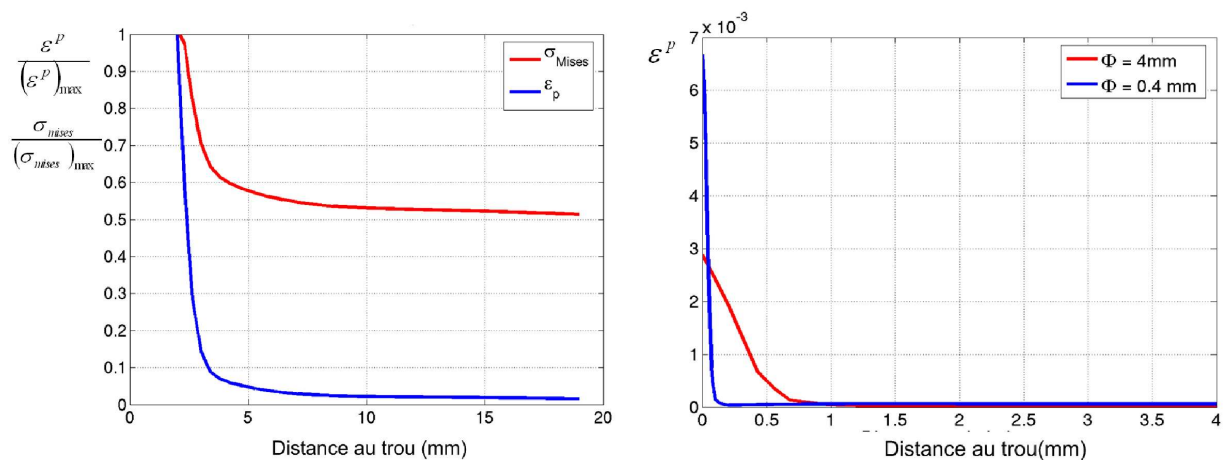 ε^p
(ε^p)_max
σ_mises
(σ_mises)_max
1
0.9
0.8
0.7
0.6
0.5
0.4
0.3
0.2
0.1
0
0
5
10
15
20
σ_Mises
ε_p
Distance au trou (mm)
ε^p
x 10^-3
7
6
5
4
3
2
1
0
0
0.5
1
1.5
2
2.5
3
3.5
4
Φ = 4mm
Φ = 0.4 mm
Distance au trou(mm)